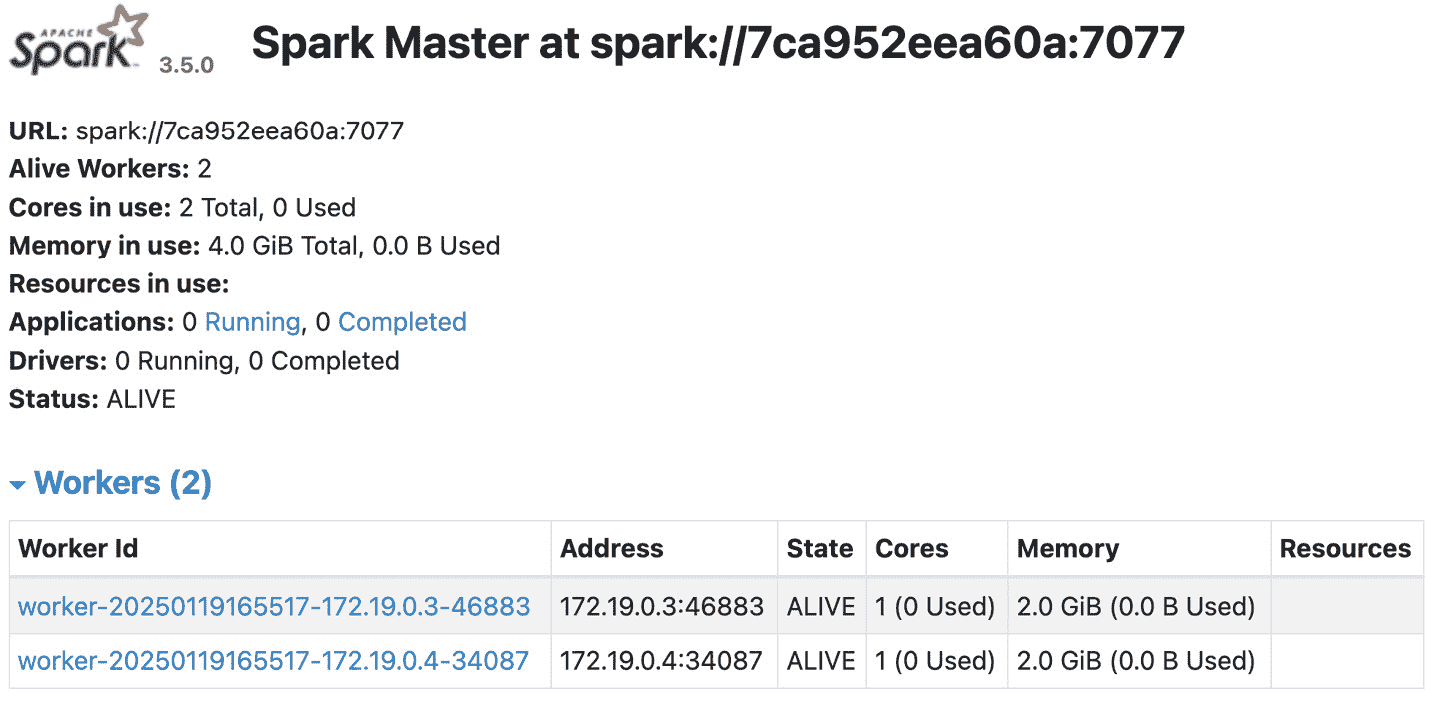 APACHE
Spark 3.5.0 Spark Master at spark://7ca952eea60a:7077
URL: spark://7ca952eea60a:7077
Alive Workers: 2
Cores in use: 2 Total, 0 Used
Memory in use: 4.0 GiB Total, 0.0 B Used
Resources in use:
Applications: 0 Running, 0 Completed
Drivers: 0 Running, 0 Completed
Status: ALIVE
Workers (2)
Worker Id Address State Cores Memory Resources
worker-20250119165517-172.19.0.3-46883 172.19.0.3:46883 ALIVE 1 (0 Used) 2.0 GiB (0.0 B Used)
worker-20250119165517-172.19.0.4-34087 172.19.0.4:34087 ALIVE 1 (0 Used) 2.0 GiB (0.0 B Used)